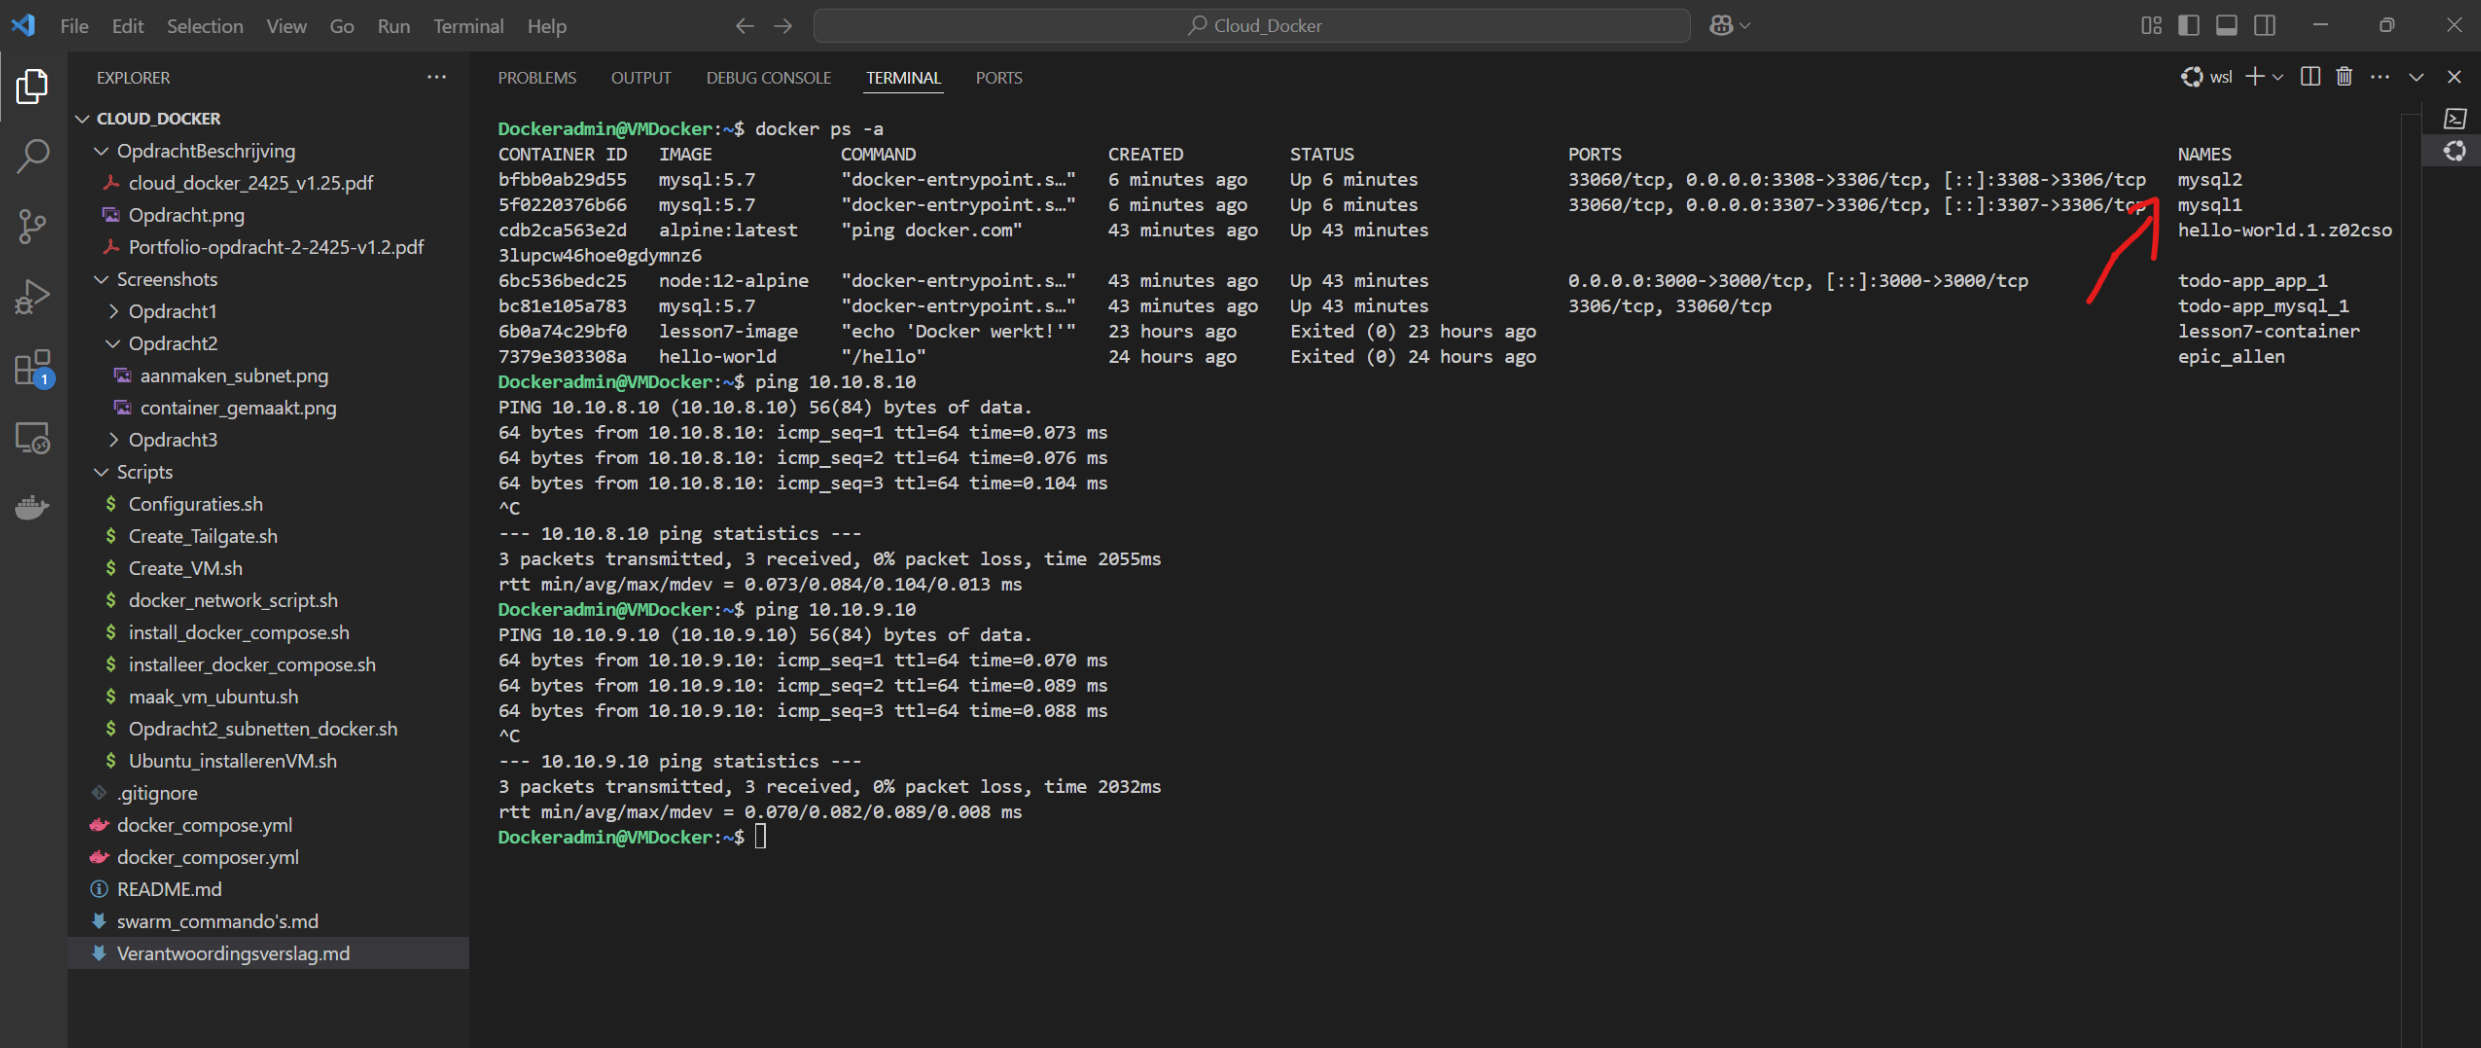 File Edit Selection View Go Run Terminal Help Cloud_Docker
EXPLORER
CLOUD_DOCKER
OpdrachtBeschrijving
cloud_docker_2425_v1.25.pdf
Opdracht.png
Portfolio-opdracht-2-2425-v1.2.pdf
Screenshots
Opdracht1
Opdracht2
aanmaken_subnet.png
container_gemaakt.png
Opdracht3
Scripts
$ Configuraties.sh
$ Create_Tailgate.sh
$ Create_VM.sh
$ docker_network_script.sh
$ install_docker_compose.sh
$ installeer_docker_compose.sh
$ maak_vm_ubuntu.sh
$ Opdracht2_subnetten_docker.sh
$ Ubuntu_installerenVM.sh
.gitignore
docker_compose.yml
docker_composer.yml
README.md
swarm_commando's.md
Verantwoordingsverslag.md
1
PROBLEMS OUTPUT DEBUG CONSOLE TERMINAL PORTS
wsl
Dockeradmin@VMDocker:~$ docker ps -a
CONTAINER ID IMAGE COMMAND CREATED STATUS PORTS NAMES
bfbb0ab29d55 mysql:5.7 "docker-entrypoint.s…" 6 minutes ago Up 6 minutes 33060/tcp, 0.0.0.0:3308->3306/tcp, [::]:3308->3306/tcp mysql2
5f0220376b66 mysql:5.7 "docker-entrypoint.s…" 6 minutes ago Up 6 minutes 33060/tcp, 0.0.0.0:3307->3306/tcp, [::]:3307->3306/tcp mysql1
cdb2ca563e2d alpine:latest "ping docker.com" 43 minutes ago Up 43 minutes hello-world.1.z02cso
3lupcw46hoe0gdymnz6
6bc536bedc25 node:12-alpine "docker-entrypoint.s…" 43 minutes ago Up 43 minutes 0.0.0.0:3000->3000/tcp, [::]:3000->3000/tcp todo-app_app_1
bc81e105a783 mysql:5.7 "docker-entrypoint.s…" 43 minutes ago Up 43 minutes 3306/tcp, 33060/tcp todo-app_mysql_1
6b0a74c29bf0 lesson7-image "echo 'Docker werkt!'" 23 hours ago Exited (0) 23 hours ago lesson7-container
7379e303308a hello-world "/hello" 24 hours ago Exited (0) 24 hours ago epic_allen
Dockeradmin@VMDocker:~$ ping 10.10.8.10
PING 10.10.8.10 (10.10.8.10) 56(84) bytes of data.
64 bytes from 10.10.8.10: icmp_seq=1 ttl=64 time=0.073 ms
64 bytes from 10.10.8.10: icmp_seq=2 ttl=64 time=0.076 ms
64 bytes from 10.10.8.10: icmp_seq=3 ttl=64 time=0.104 ms
^C
--- 10.10.8.10 ping statistics ---
3 packets transmitted, 3 received, 0% packet loss, time 2055ms
rtt min/avg/max/mdev = 0.073/0.084/0.104/0.013 ms
Dockeradmin@VMDocker:~$ ping 10.10.9.10
PING 10.10.9.10 (10.10.9.10) 56(84) bytes of data.
64 bytes from 10.10.9.10: icmp_seq=1 ttl=64 time=0.070 ms
64 bytes from 10.10.9.10: icmp_seq=2 ttl=64 time=0.089 ms
64 bytes from 10.10.9.10: icmp_seq=3 ttl=64 time=0.088 ms
^C
--- 10.10.9.10 ping statistics ---
3 packets transmitted, 3 received, 0% packet loss, time 2032ms
rtt min/avg/max/mdev = 0.070/0.082/0.089/0.008 ms
Dockeradmin@VMDocker:~$